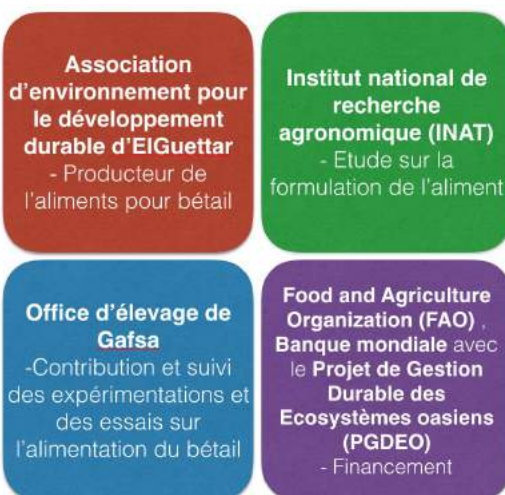 Association
d'environnement pour
le développement
durable d'ElGuettar
- Producteur de
l'aliments pour bétail
Institut national de
recherche
agronomique (INAT)
- Etude sur la
formulation de l'aliment
Office d'élevage de
Gafsa
-Contribution et suivi
des expérimentations et
des essais sur
l'alimentation du bétail
Food and Agriculture
Organization (FAO) ,
Banque mondiale avec
le Projet de Gestion
Durable des
Ecosystèmes oasiens
(PGDEO)
- Financement